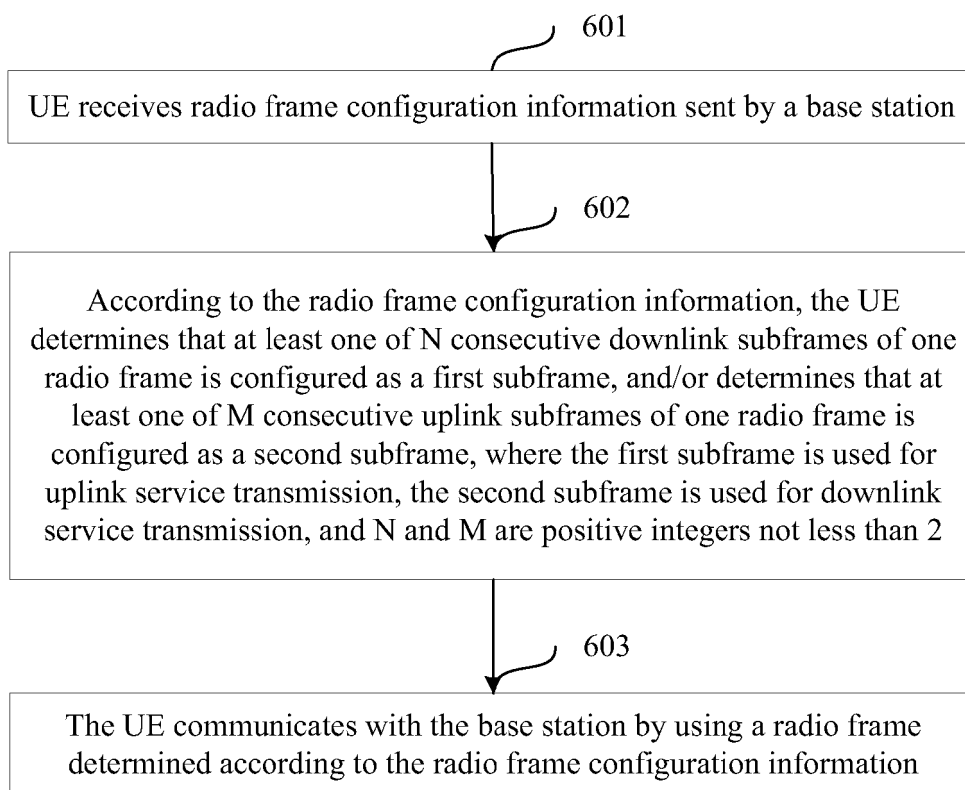 601
UE receives radio frame configuration information sent by a base station
602
According to the radio frame configuration information, the UE
determines that at least one of N consecutive downlink subframes of one
radio frame is configured as a first subframe, and/or determines that at
least one of M consecutive uplink subframes of one radio frame is
configured as a second subframe, where the first subframe is used for
uplink service transmission, the second subframe is used for downlink
service transmission, and N and M are positive integers not less than 2
603
The UE communicates with the base station by using a radio frame
determined according to the radio frame configuration information